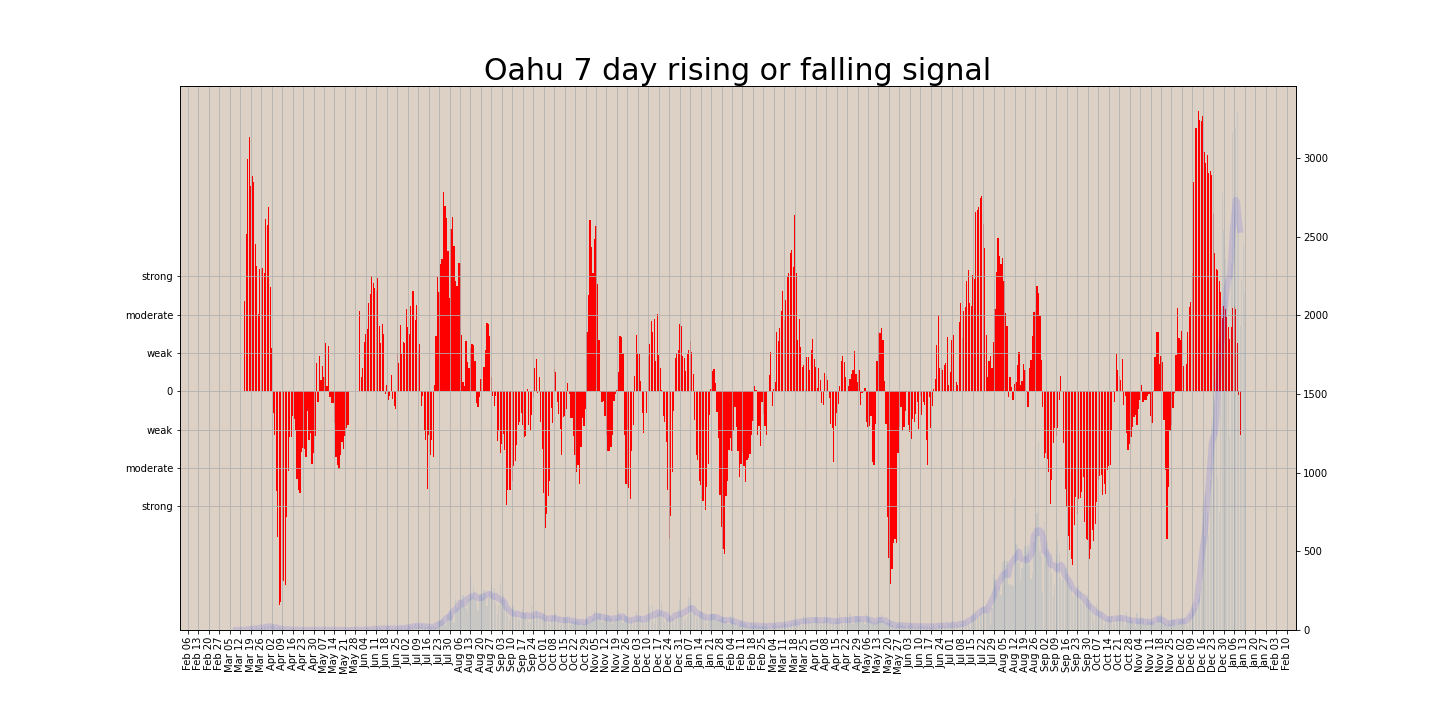 Oahu 7 day rising or falling signal
strong
moderate
weak
0
weak
moderate
strong
3000
2500
2000
1500
1000
500
0
Feb 06
Feb 13
Feb 20
Feb 27
Mar 05
Mar 12
Mar 19
Mar 26
Apr 02
Apr 09
Apr 16
Apr 23
Apr 30
May 07
May 14
May 21
May 28
Jun 04
Jun 11
Jun 18
Jun 25
Jul 02
Jul 09
Jul 16
Jul 23
Jul 30
Aug 06
Aug 13
Aug 20
Aug 27
Sep 03
Sep 10
Sep 17
Sep 24
Oct 01
Oct 08
Oct 15
Oct 22
Oct 29
Nov 05
Nov 12
Nov 19
Nov 26
Dec 03
Dec 10
Dec 17
Dec 24
Dec 31
Jan 07
Jan 14
Jan 21
Jan 28
Feb 04
Feb 11
Feb 18
Feb 25
Mar 04
Mar 11
Mar 18
Mar 25
Apr 01
Apr 08
Apr 15
Apr 22
Apr 29
May 06
May 13
May 20
May 27
Jun 03
Jun 10
Jun 17
Jun 24
Jul 01
Jul 08
Jul 15
Jul 22
Jul 29
Aug 05
Aug 12
Aug 19
Aug 26
Sep 02
Sep 09
Sep 16
Sep 23
Sep 30
Oct 07
Oct 14
Oct 21
Oct 28
Nov 04
Nov 11
Nov 18
Nov 25
Dec 02
Dec 09
Dec 16
Dec 23
Dec 30
Jan 06
Jan 13
Jan 20
Jan 27
Feb 03
Feb 10